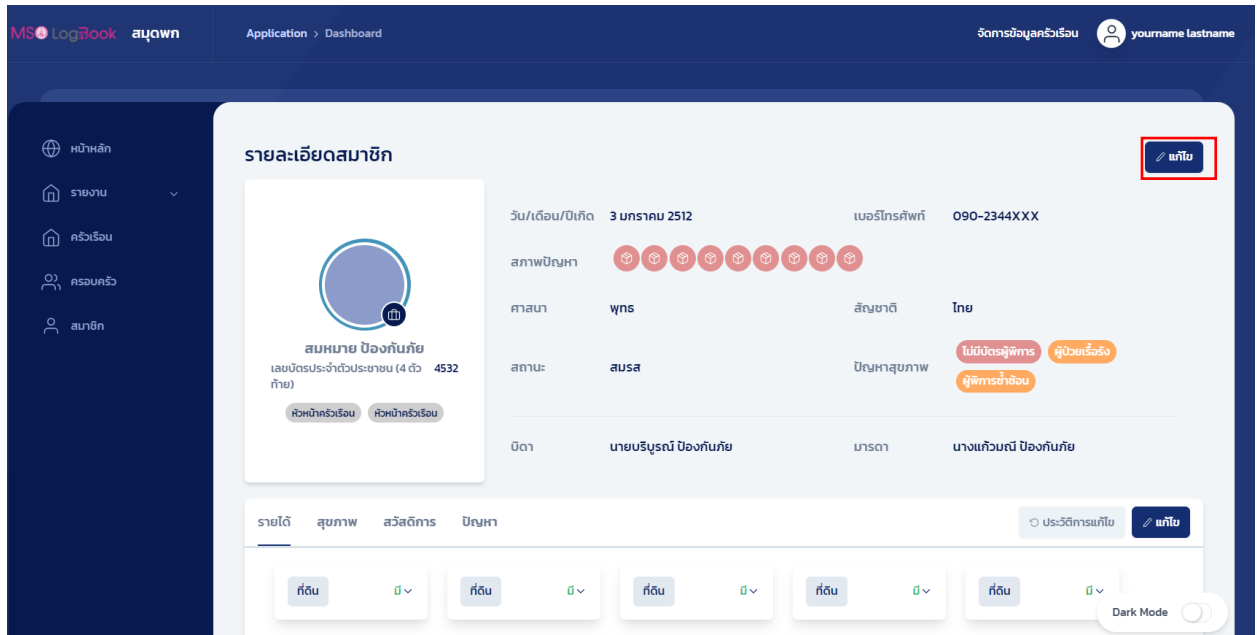 MSO LogBook สมุดพก
Application > Dashboard
จัดการข้อมูลครัวเรือน
yourname lastname
หน้าหลัก
รายงาน
ครัวเรือน
ครอบครัว
สมาชิก
รายละเอียดสมาชิก
แก้ไข
สมหมาย ป้องกันภัย
เลขบัตรประจำตัวประชาชน (4 ตัว 4532
ท้าย)
หัวหน้าครัวเรือน หัวหน้าครัวเรือน
วัน/เดือน/ปีเกิด 3 มกราคม 2512 เบอร์โทรศัพท์ 090-2344XXX
สภาพปัญหา
ศาสนา พุทธ สัญชาติ ไทย
สถานะ สมรส ปัญหาสุขภาพ ไม่มีบัตรผู้พิการ ผู้ป่วยเรื้อรัง
ผู้พิการซ้ำซ้อน
บิดา นายบริบูรณ์ ป้องกันภัย มารดา นางแก้วมณี ป้องกันภัย
รายได้ สุขภาพ สวัสดิการ ปัญหา ประวัติการแก้ไข แก้ไข
ที่ดิน มี ที่ดิน มี ที่ดิน มี ที่ดิน มี ที่ดิน มี
Dark Mode